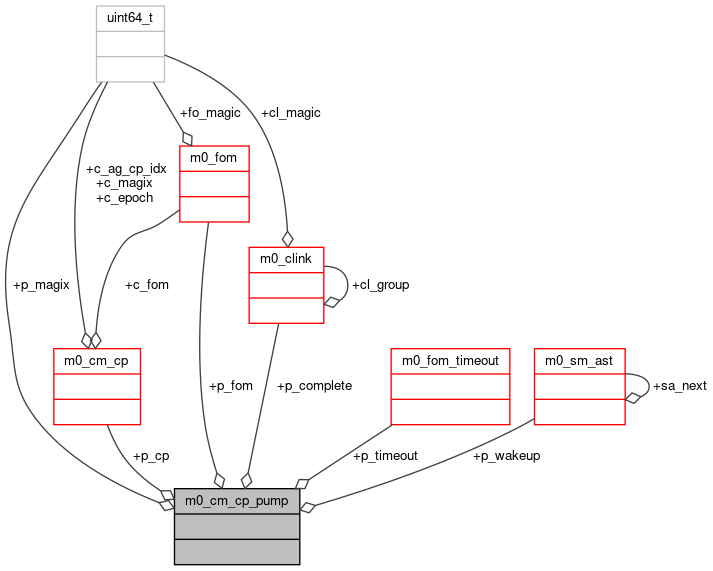 uint64_t
+fo_magic
+cl_magic
m0_fom
+c_ag_cp_idx
+c_magix
+c_epoch
m0_clink
+p_magix
+c_fom
+cl_group
m0_cm_cp
m0_fom_timeout
m0_sm_ast
+p_fom
+p_complete
+sa_next
+p_cp
+p_timeout
+p_wakeup
m0_cm_cp_pump